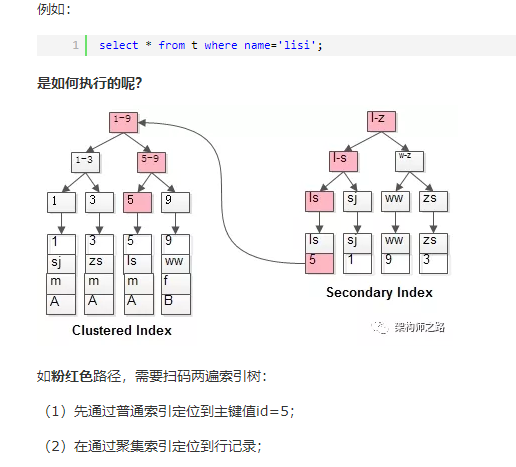 例如：
1 select * from t where name='lisi';
是如何执行的呢？
1-9
l-z
1-3
5-9
l-s
w-z
1 3 5 9
ls sj ww zs
1 3 5 9
ls sj ww zs
sj zs ls ww
5 1 9 3
m m m f
A A A B
Secondary Index
Clustered Index
架构师之路
如粉红色路径，需要扫码两遍索引树：
（1）先通过普通索引定位到主键值id=5；
（2）在通过聚集索引定位到行记录；